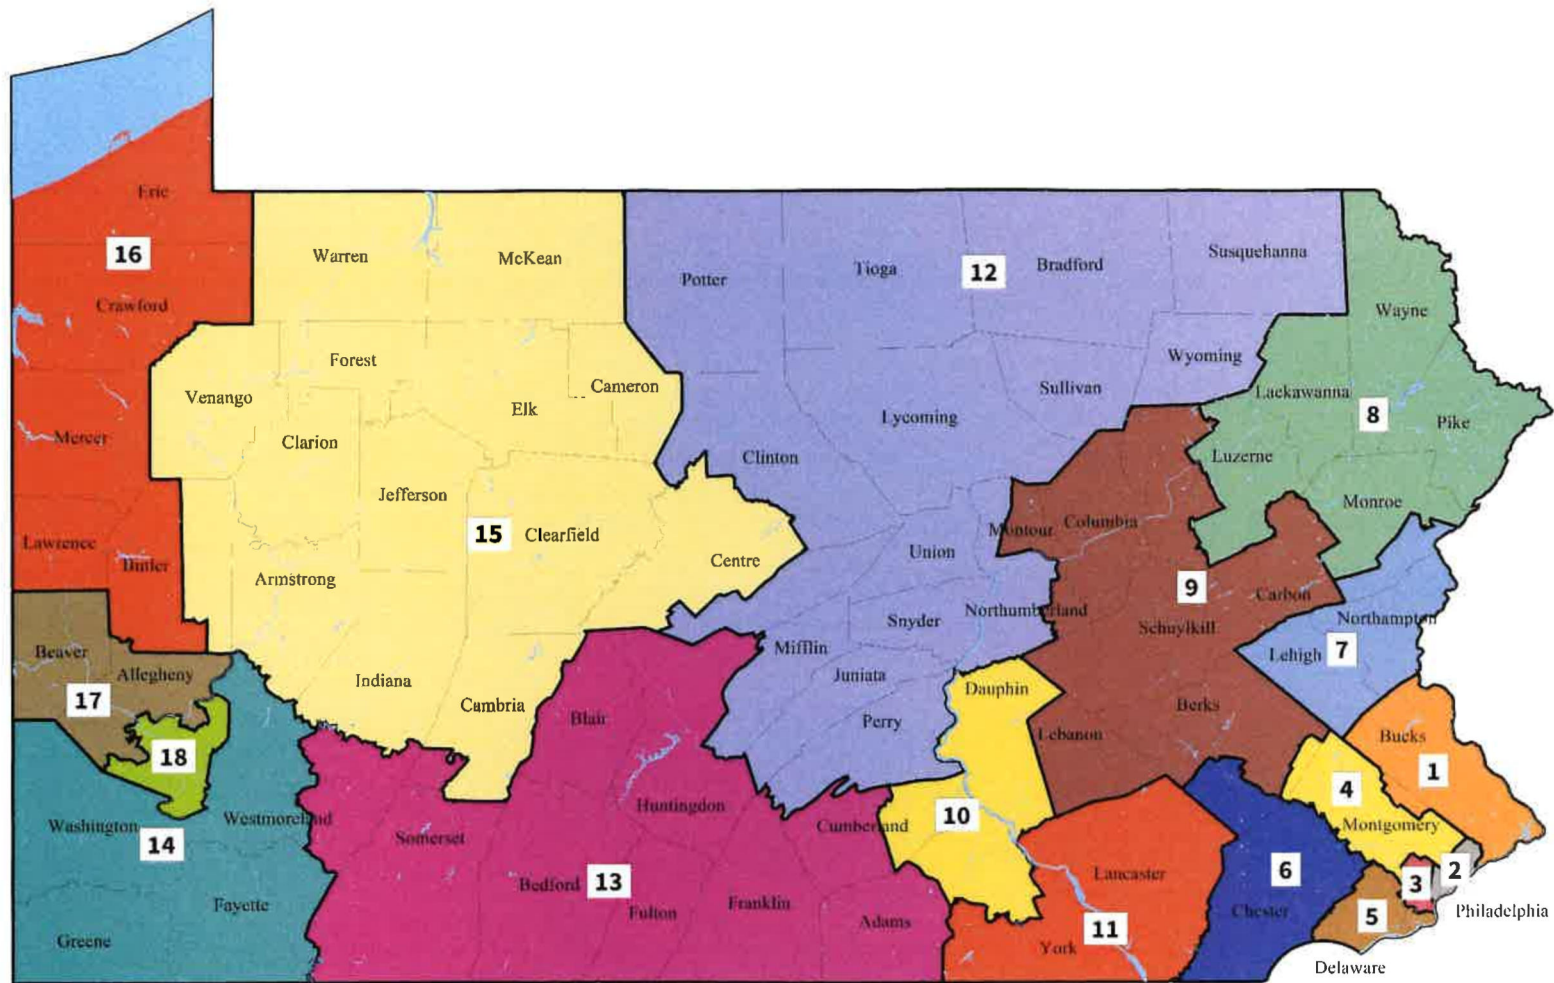 Erie
16
Warren
McKean
Potter
Tioga
12
Bradford
Susquehanna
Crawford
Wayne
Forest
Wyoming
Venango
Cameron
Sullivan
Lackawanna
Elk
Lycoming
8
Pike
Mercer
Clarion
Clinton
Luzerne
Jefferson
Monroe
15
Clearfield
Montour
Columbia
Lawrence
Butler
Centre
Union
Armstrong
9
Carbon
Snyder
Northumberland
Northampton
Schuylkill
Beaver
Mifflin
7
Lehigh
Allegheny
Indiana
Juniata
Dauphin
17
Cambria
Blair
Perry
Berks
Lebanon
Bucks
18
1
4
Huntingdon
10
Washington
Westmoreland
Somerset
Cumberland
Montgomery
14
Lancaster
6
2
Bedford
13
3
Fayette
Fulton
Franklin
Adams
Chester
5
Philadelphia
Greene
York
11
Delaware